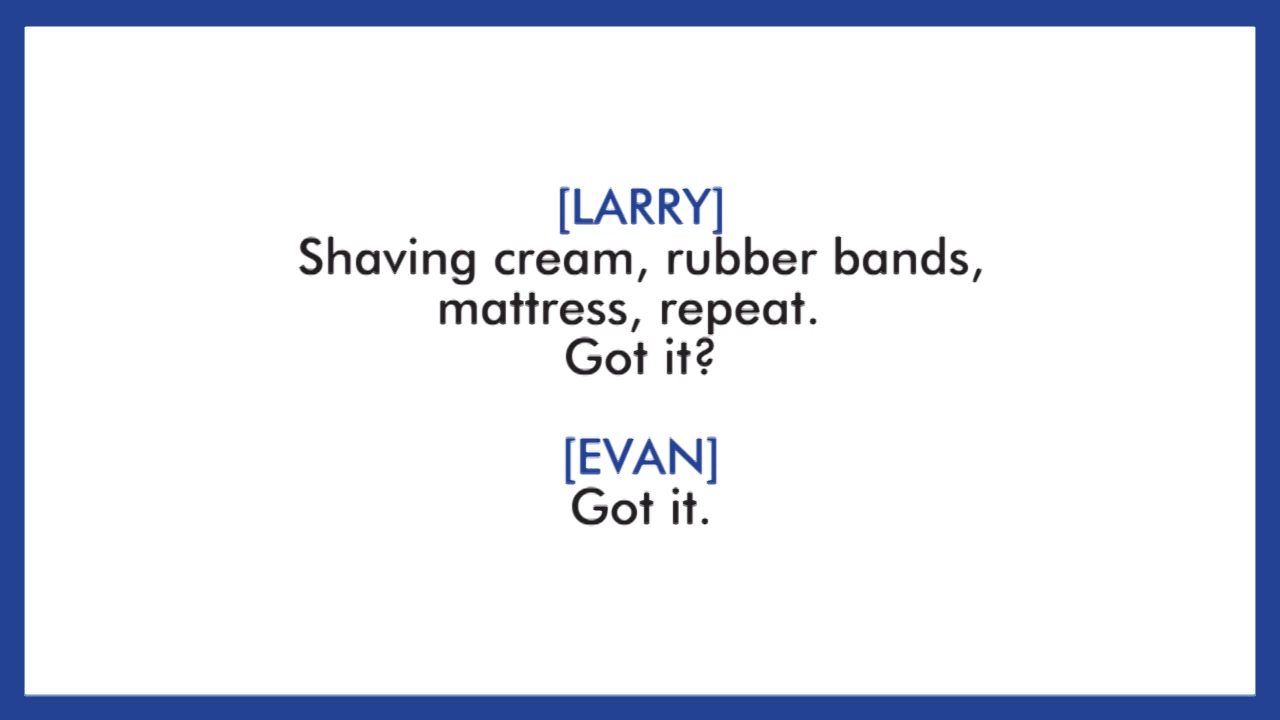 [LARRY]
Shaving cream, rubber bands,
mattress, repeat.
Got it?
[EVAN]
Got it.